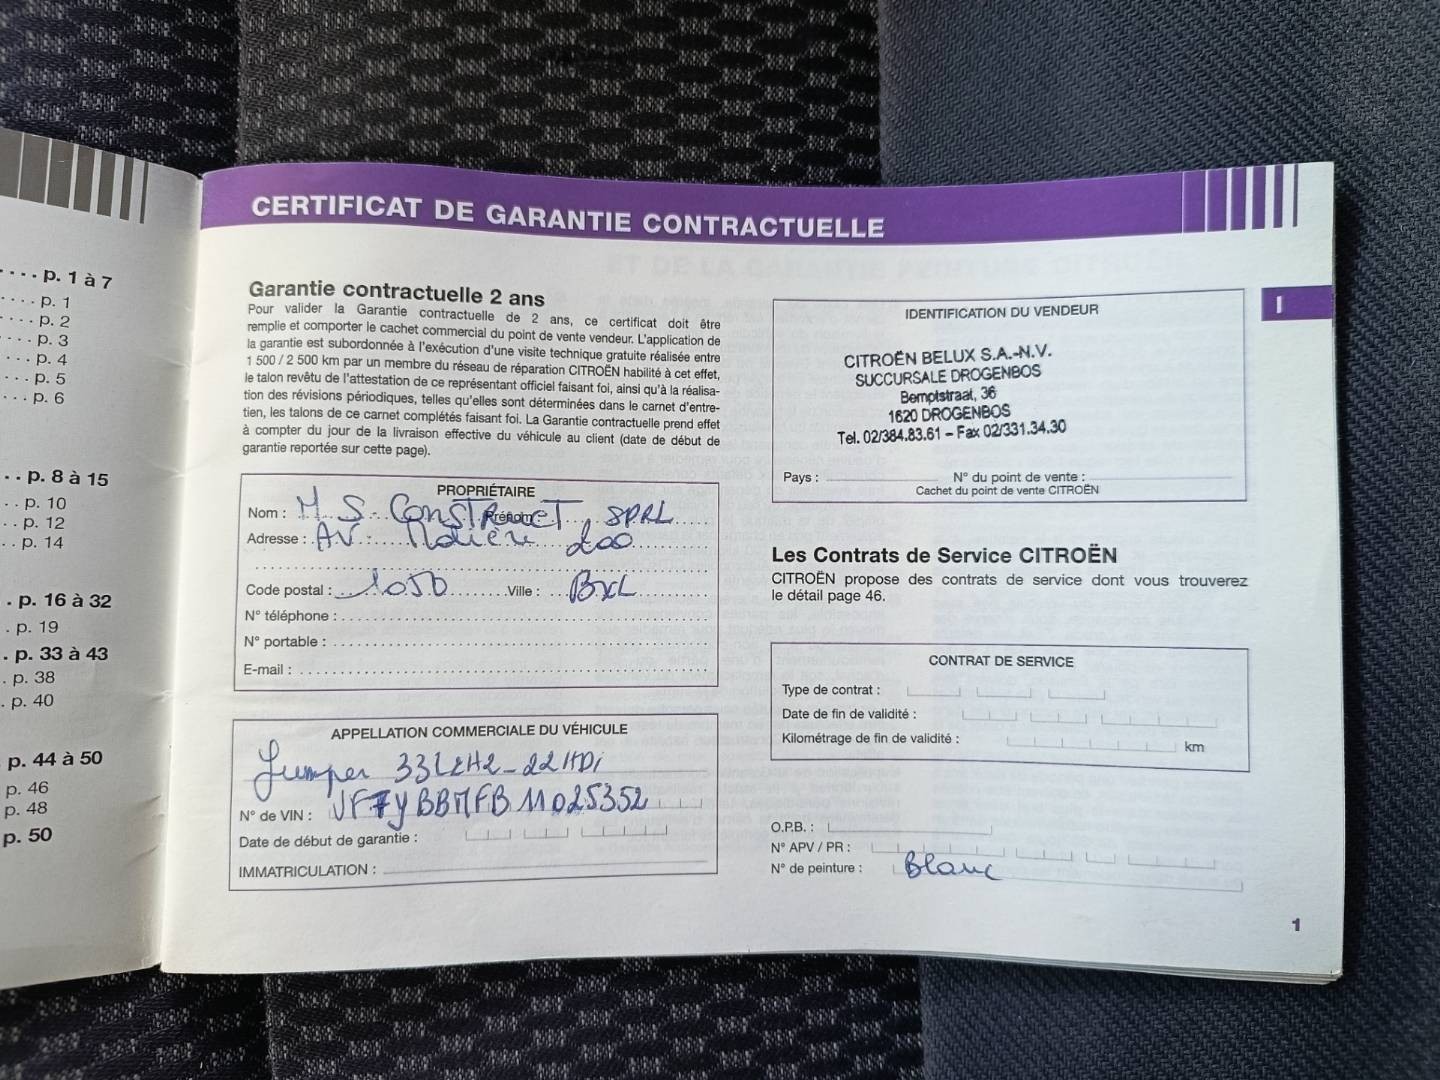 . . . . p. 1 à 7
. . . . p. 1
. . . . p. 2
. . . . p. 3
. . . . p. 4
. . . . p. 5
. . . p. 6
. . p. 8 à 15
. . p. 10
. . p. 12
. . p. 14
. p. 16 à 32
. p. 19
. p. 33 à 43
. p. 38
. p. 40
p. 44 à 50
p. 46
p. 48
p. 50
CERTIFICAT DE GARANTIE CONTRACTUELLE
Garantie contractuelle 2 ans
Pour valider la Garantie contractuelle de 2 ans, ce certificat doit être
remplie et comporter le cachet commercial du point de vente vendeur. L'application de
la garantie est subordonnée à l'exécution d'une visite technique gratuite réalisée entre
1 500 / 2 500 km par un membre du réseau de réparation CITROËN habilité à cet effet,
le talon revêtu de l'attestation de ce représentant officiel faisant foi, ainsi qu'à la réalisa-
tion des révisions périodiques, telles qu'elles sont déterminées dans le carnet d'entre-
tien, les talons de ce carnet complétés faisant foi. La Garantie contractuelle prend effet
à compter du jour de la livraison effective du véhicule au client (date de début de
garantie reportée sur cette page).
PROPRIÉTAIRE
Nom : M.S. CONSTRUCT, SPRL Prénom
Adresse : AV. Molière 200
Code postal : 1050 Ville : BXL
N° téléphone :
N° portable :
E-mail :
APPELLATION COMMERCIALE DU VÉHICULE
Jumper 33L2H2-22HDi
N° de VIN : VF7YBBMFB11025352
Date de début de garantie :
IMMATRICULATION :
I
IDENTIFICATION DU VENDEUR
CITROËN BELUX S.A.-N.V.
SUCCURSALE DROGENBOS
Bemptstraat, 36
1620 DROGENBOS
Tel. 02/384.83.61 - Fax 02/331.34.30
Pays : N° du point de vente :
Cachet du point de vente CITROËN
Les Contrats de Service CITROËN
CITROËN propose des contrats de service dont vous trouverez
le détail page 46.
CONTRAT DE SERVICE
Type de contrat :
Date de fin de validité :
Kilométrage de fin de validité : km
O.P.B. :
N° APV / PR :
N° de peinture : Blanc
1